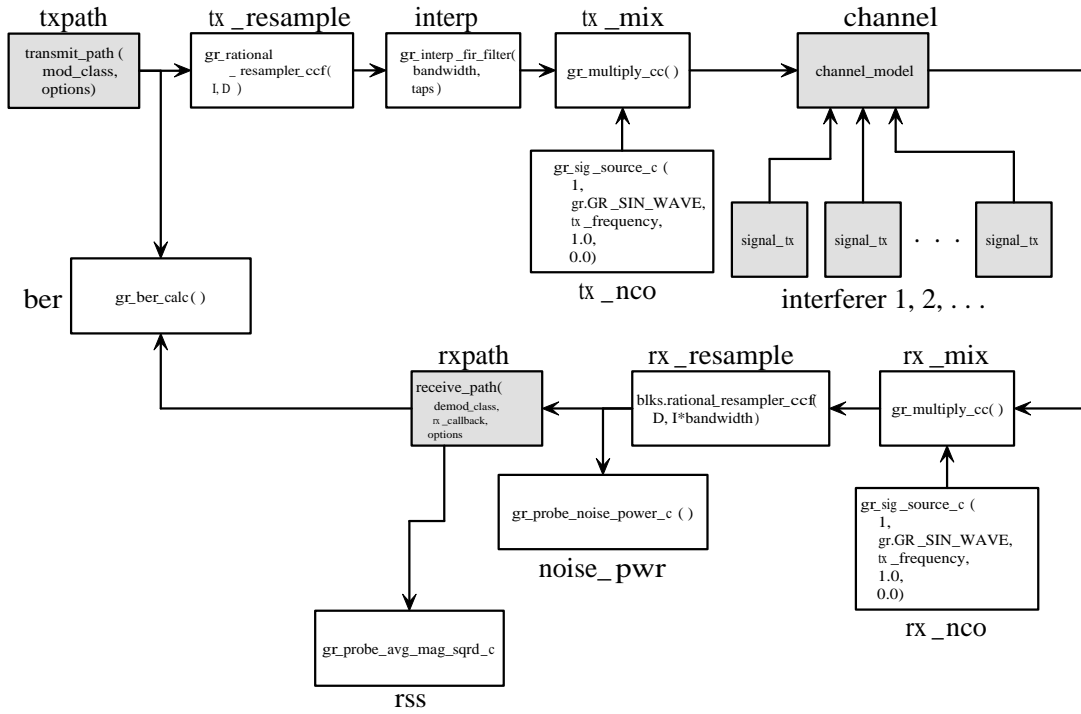 txpath
tx _resample
interp
tx _mix
channel
transmit_path (
mod_class,
options)
gr_rational
_ resampler_ccf(
I, D )
gr_interp _fir_filter(
bandwidth,
taps )
gr_multiply_cc( )
channel_model
gr_sig _source_c (
1,
gr.GR _SIN_WAVE,
tx _frequency,
1.0,
0.0)
tx _nco
signal_tx
signal_tx
. . .
signal_tx
interferer 1, 2, . . .
ber
gr_ber_calc( )
rxpath
rx _resample
rx _mix
receive_path(
demod_class,
rx _callback,
options
blks.rational_resampler_ccf(
D, I*bandwidth)
gr_multiply_cc( )
gr_probe_noise_power_c ( )
noise_ pwr
gr_sig _source_c (
1,
gr.GR _SIN_WAVE,
tx _frequency,
1.0,
0.0)
rx _nco
gr_probe_avg_mag_sqrd_c
rss